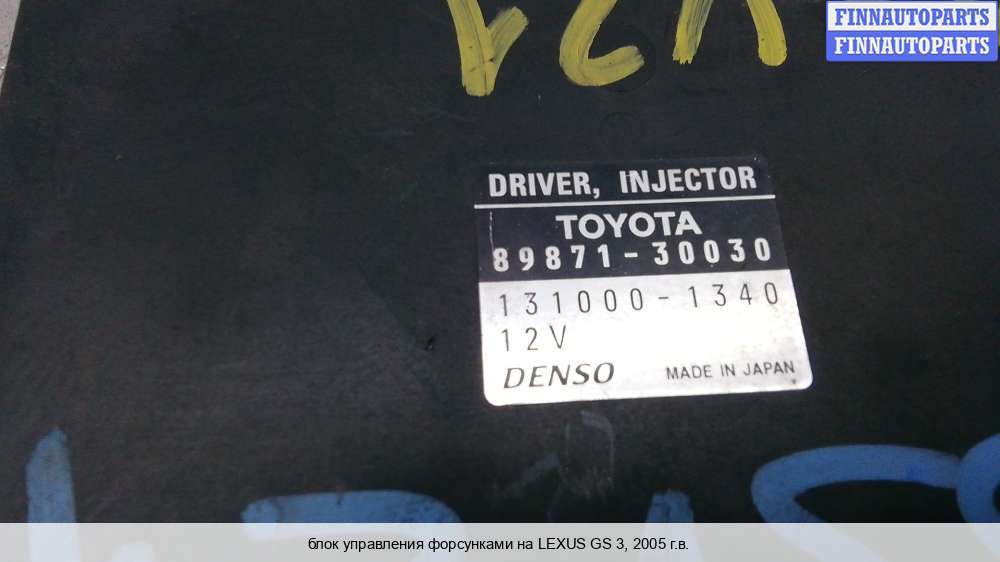 FINNAUTOPARTS
FINNAUTOPARTS
DRIVER, INJECTOR
TOYOTA
89871-30030
131000-1340
12V
DENSO MADE IN JAPAN
блок управления форсунками на LEXUS GS 3, 2005 г.в.